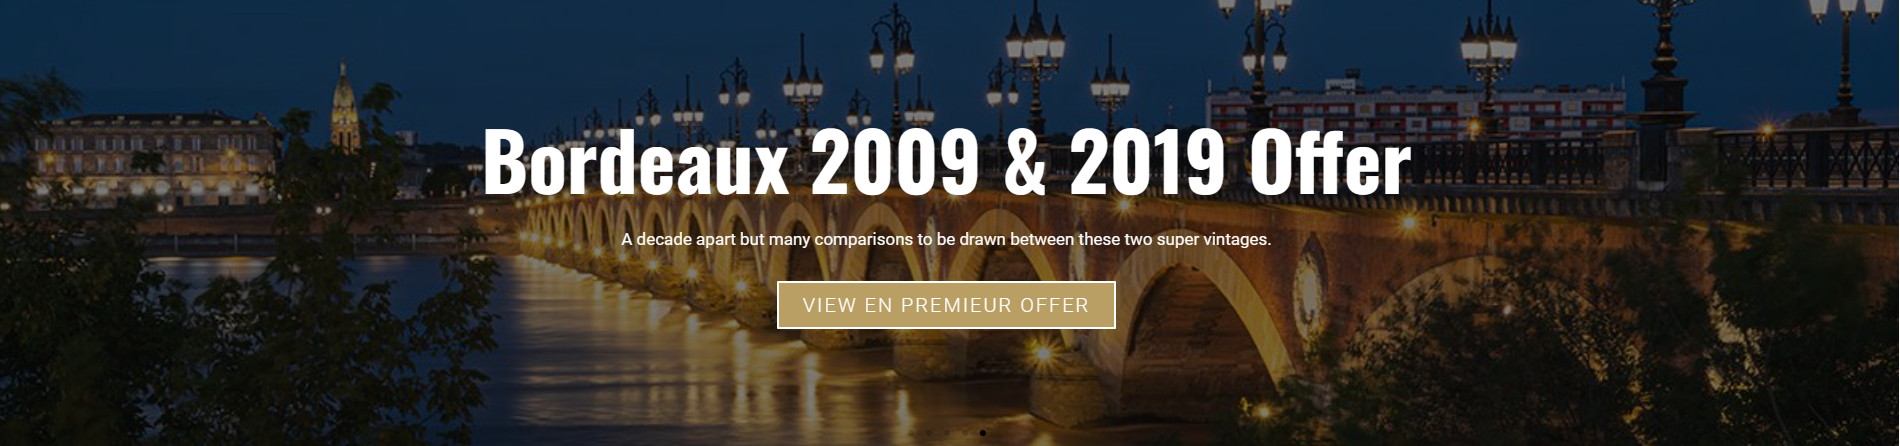 Bordeaux 2009 & 2019 Offer
A decade apart but many comparisons to be drawn between these two super vintages.
VIEW EN PREMIEUR OFFER